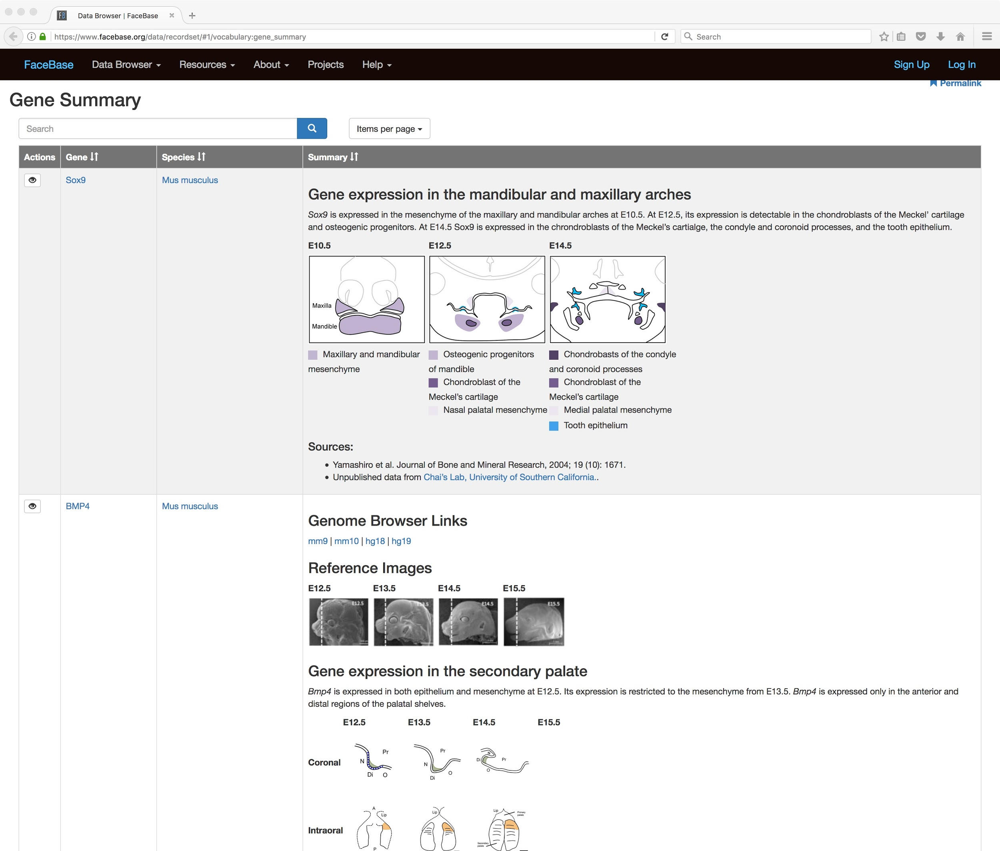 FB Data Browser | FaceBase
https://www.facebase.org/data/recordset/#1/vocabulary:gene_summary
Search
FaceBase Data Browser Resources About Projects Help Sign Up Log In
Permalink
Gene Summary
Search Items per page
Actions Gene Species Summary
Sox9 Mus musculus
Gene expression in the mandibular and maxillary arches
Sox9 is expressed in the mesenchyme of the maxillary and mandibular arches at E10.5. At E12.5, its expression is detectable in the chondroblasts of the Meckel’ cartilage
and osteogenic progenitors. At E14.5 Sox9 is expressed in the chrondroblasts of the Meckel’s cartialge, the condyle and coronoid processes, and the tooth epithelium.
E10.5 E12.5 E14.5
Maxilla
Mandible
Maxillary and mandibular
mesenchyme
Osteogenic progenitors
of mandible
Chondroblast of the
Meckel’s cartilage
Nasal palatal mesenchyme
Chondrobasts of the condyle
and coronoid processes
Chondroblast of the
Meckel’s cartilage
Medial palatal mesenchyme
Tooth epithelium
Sources:
• Yamashiro et al. Journal of Bone and Mineral Research, 2004; 19 (10): 1671.
• Unpublished data from Chai’s Lab, University of Southern California..
BMP4 Mus musculus
Genome Browser Links
mm9 | mm10 | hg18 | hg19
Reference Images
E12.5 E13.5 E14.5 E15.5
E12.5 E13.5 E14.5 E15.5
Gene expression in the secondary palate
Bmp4 is expressed in both epithelium and mesenchyme at E12.5. Its expression is restricted to the mesenchyme from E13.5. Bmp4 is expressed only in the anterior and
distal regions of the palatal shelves.
E12.5 E13.5 E14.5 E15.5
Coronal
Pr
N
Di O
Pr
N
O
Di
N
Di Pr
O
Intraoral
A
Lip
P
Lip
Lip
Primary
palate
Secondary
palate